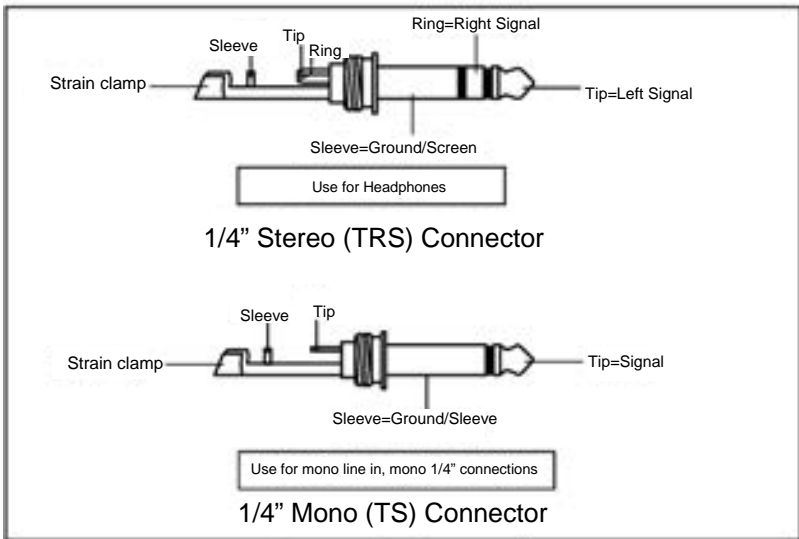 Ring=Right Signal
Tip
Sleeve
Ring
Strain clamp
Tip=Left Signal
Sleeve=Ground/Screen
Use for Headphones
1/4” Stereo (TRS) Connector
Sleeve
Tip
Strain clamp
Tip=Signal
Sleeve=Ground/Sleeve
Use for mono line in, mono 1/4” connections
1/4” Mono (TS) Connector